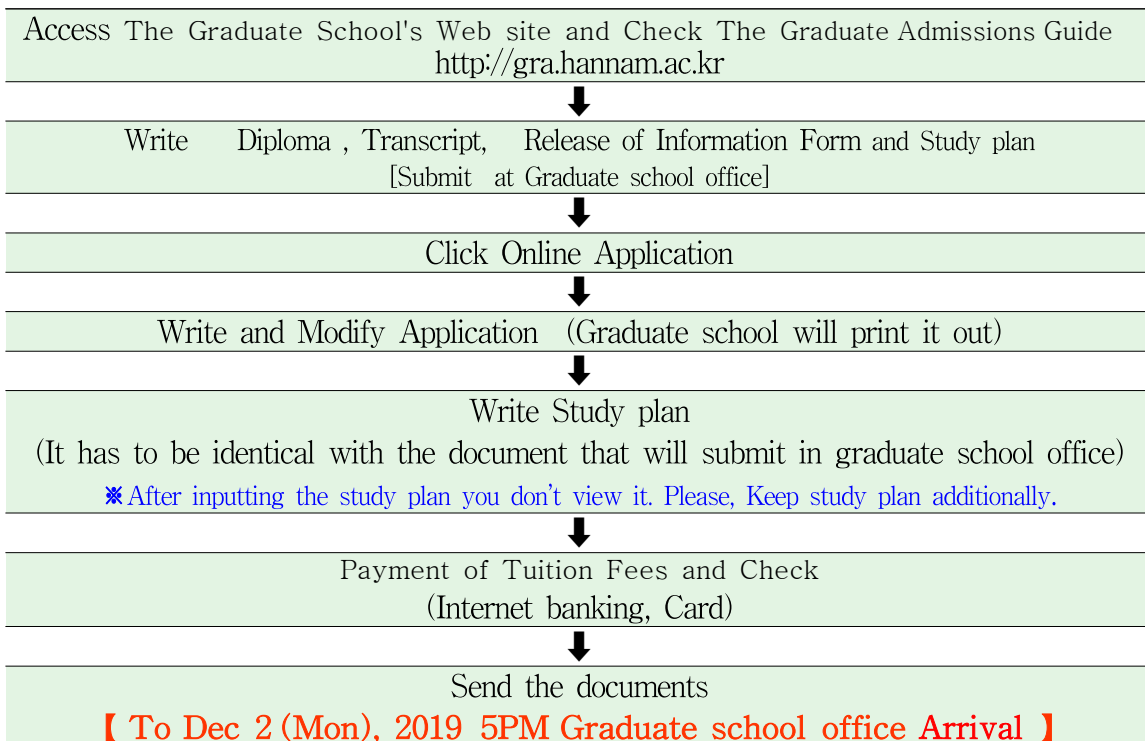 Access The Graduate School's Web site and Check The Graduate Admissions Guide
http://gra.hannam.ac.kr
Write Diploma , Transcript, Release of Information Form and Study plan
[Submit at Graduate school office]
Click Online Application
Write and Modify Application (Graduate school will print it out)
Write Study plan
(It has to be identical with the document that will submit in graduate school office)
※After inputting the study plan you don't view it. Please, Keep study plan additionally.
Payment of Tuition Fees and Check
(Internet banking, Card)
Send the documents
【 To Dec 2 (Mon), 2019 5PM Graduate school office Arrival 】